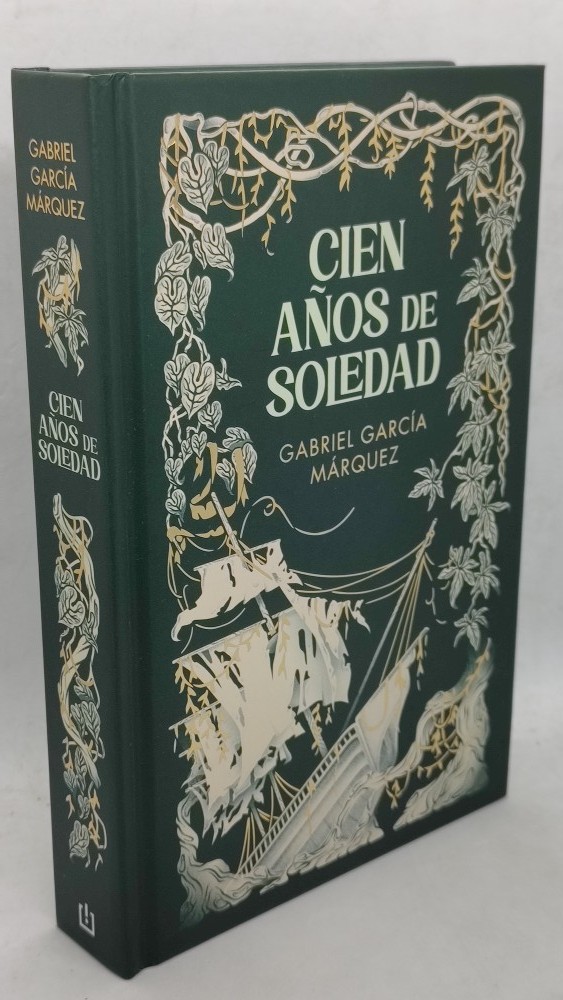 GABRIEL
GARCÍA
MÁRQUEZ
CIEN
AÑOS DE
SOLEDAD
CIEN
AÑOS DE
SOLEDAD
GABRIEL GARCÍA
MÁRQUEZ